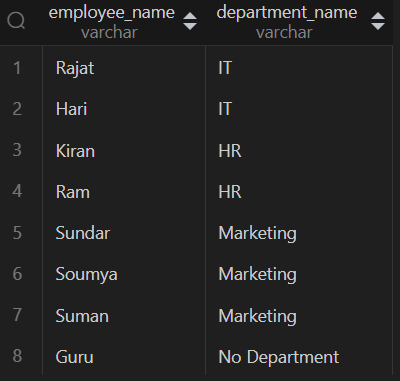 employee_name department_name
varchar varchar
1 Rajat IT
2 Hari IT
3 Kiran HR
4 Ram HR
5 Sundar Marketing
6 Soumya Marketing
7 Suman Marketing
8 Guru No Department